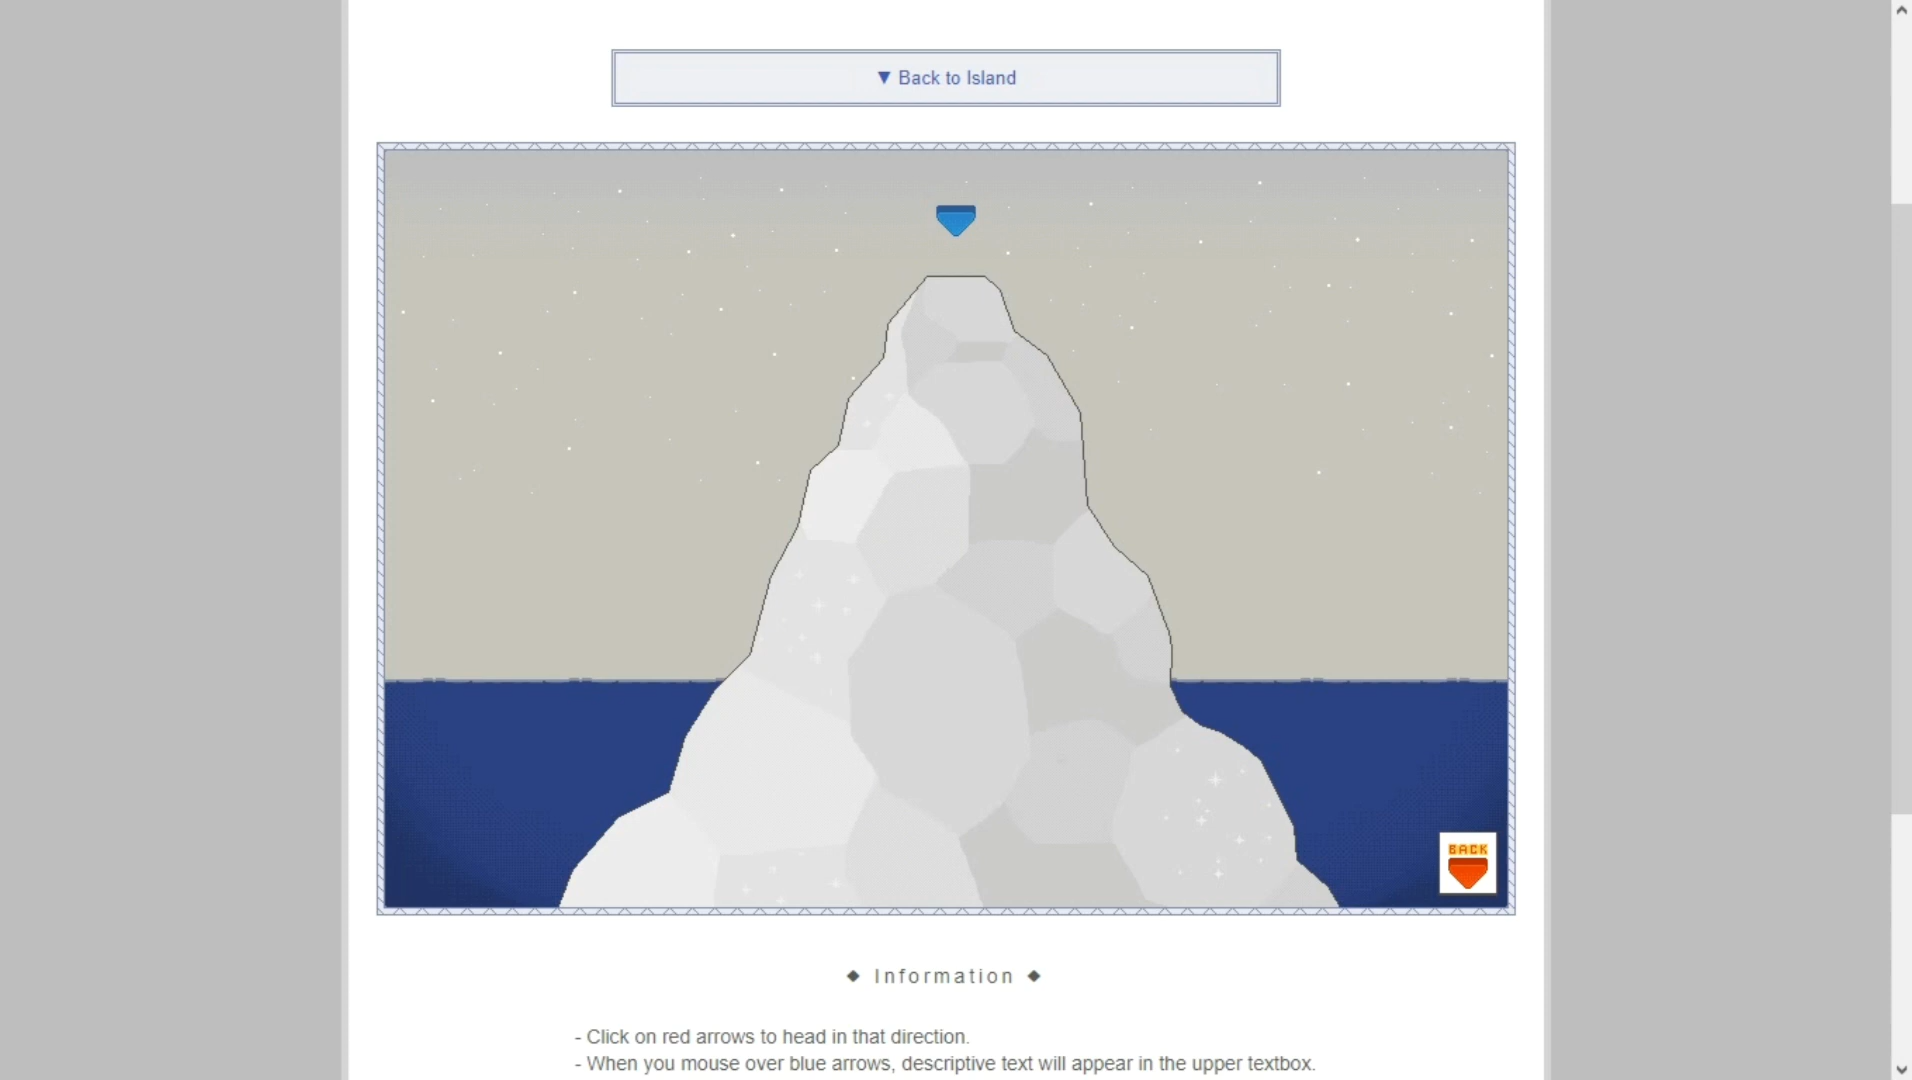 ▼ Back to Island
BACK
◆ Information ◆
- Click on red arrows to head in that direction.
- When you mouse over blue arrows, descriptive text will appear in the upper textbox.